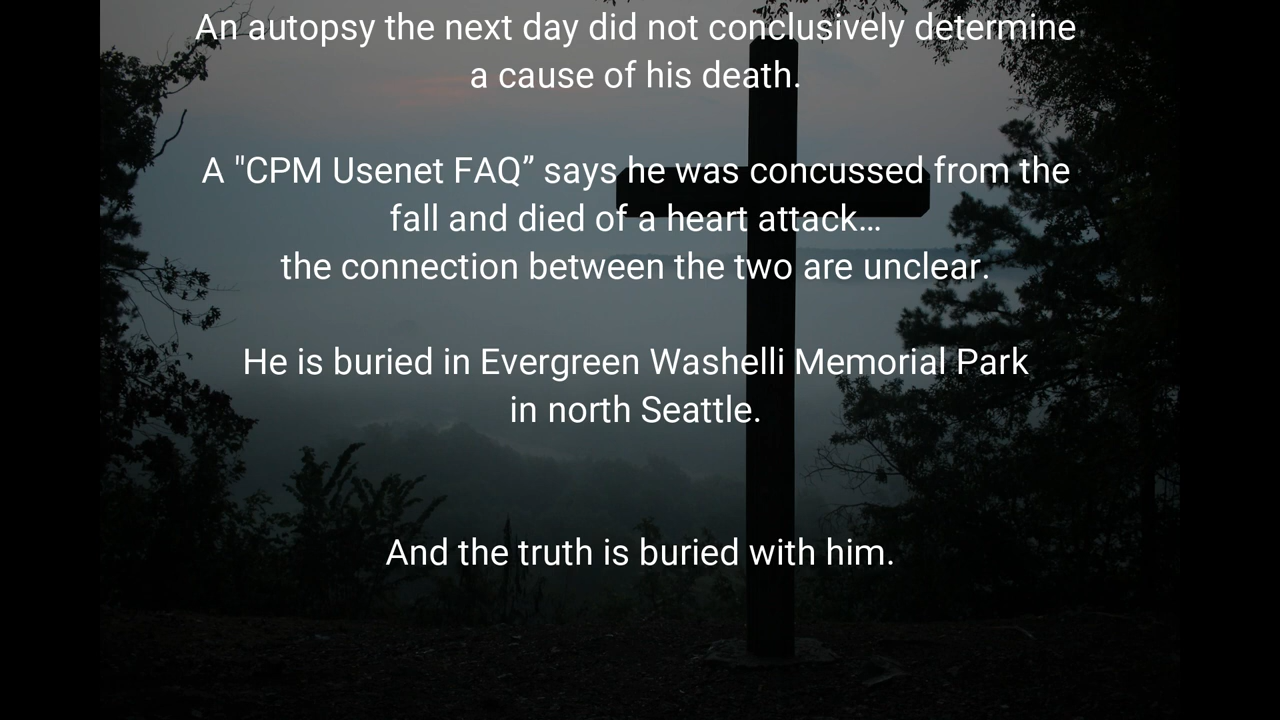 An autopsy the next day did not conclusively determine
a cause of his death.
A "CPM Usenet FAQ” says he was concussed from the
fall and died of a heart attack…
the connection between the two are unclear.
He is buried in Evergreen Washelli Memorial Park
in north Seattle.
And the truth is buried with him.